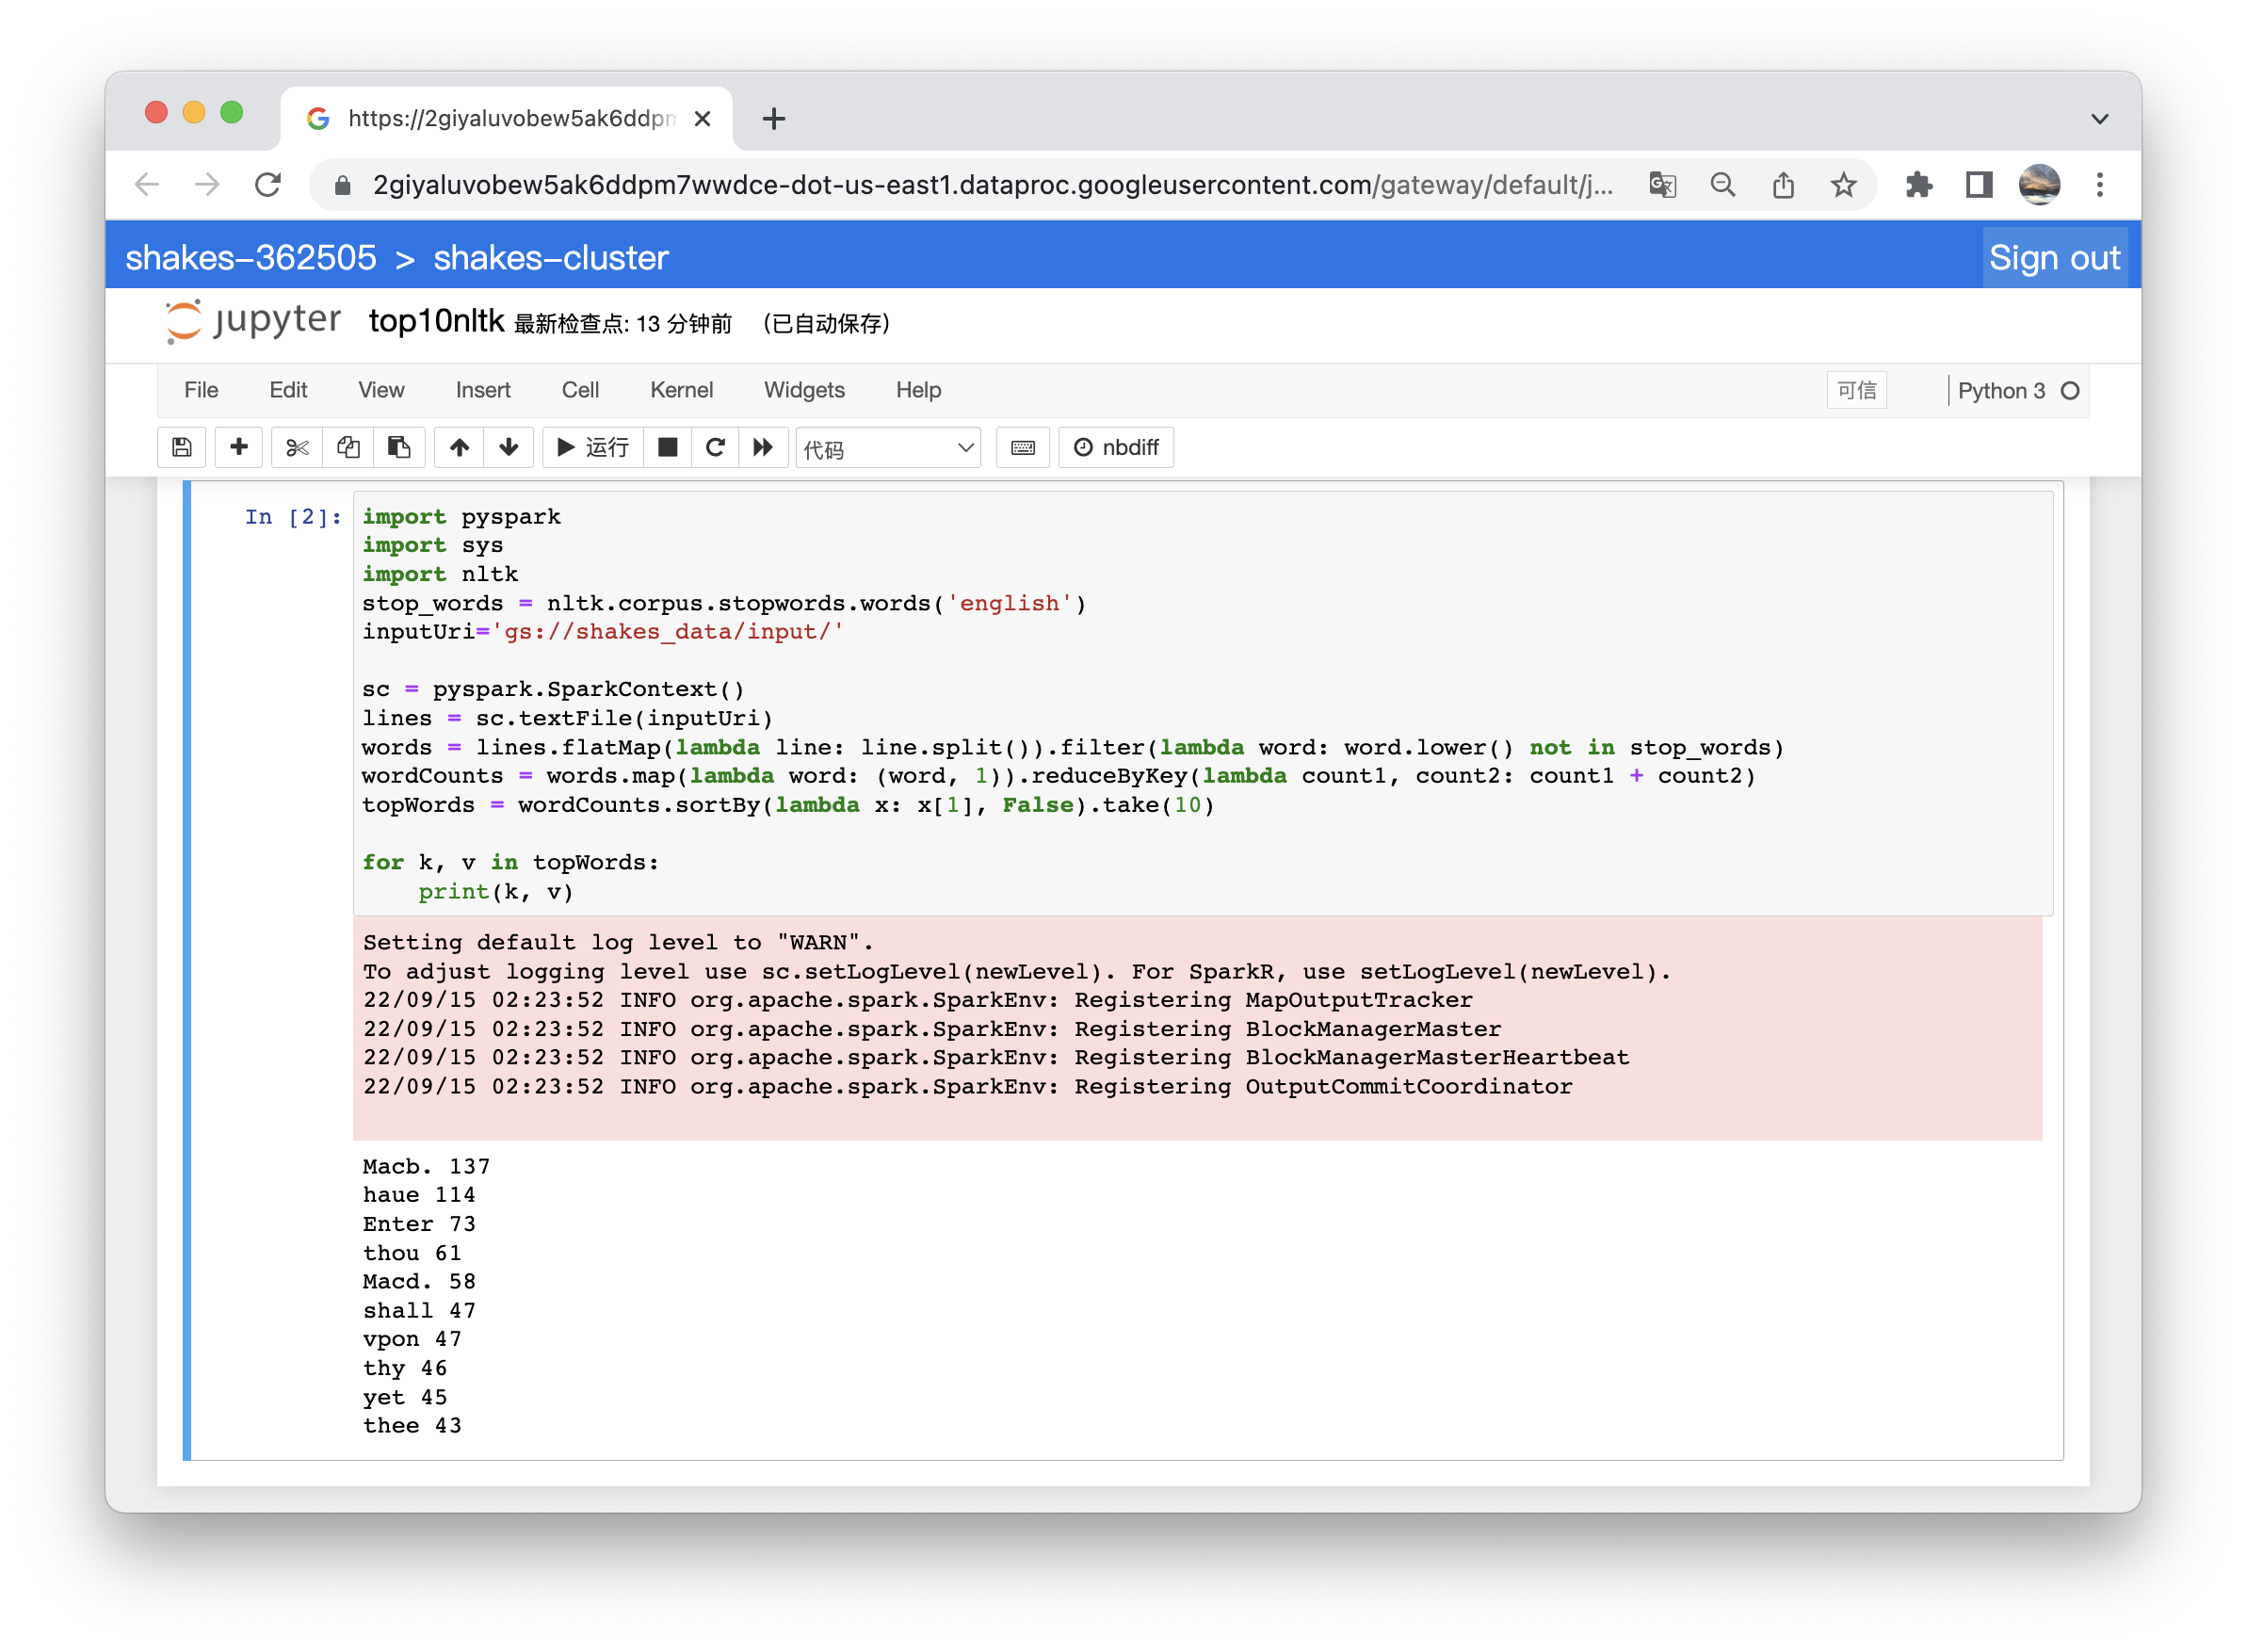 https://2giyaluvobew5ak6ddpm
2giyaluvobew5ak6ddpm7wwdce-dot-us-east1.dataproc.googleusercontent.com/gateway/default/j...
shakes-362505 > shakes-cluster
Sign out
jupyter top10nltk 最新检查点: 13 分钟前 (已自动保存)
File Edit View Insert Cell Kernel Widgets Help 可信 Python 3
运行 代码 nbdiff
In [2]: import pyspark
import sys
import nltk
stop_words = nltk.corpus.stopwords.words('english')
inputUri='gs://shakes_data/input/'
sc = pyspark.SparkContext()
lines = sc.textFile(inputUri)
words = lines.flatMap(lambda line: line.split()).filter(lambda word: word.lower() not in stop_words)
wordCounts = words.map(lambda word: (word, 1)).reduceByKey(lambda count1, count2: count1 + count2)
topWords = wordCounts.sortBy(lambda x: x[1], False).take(10)
for k, v in topWords:
    print(k, v)
Setting default log level to "WARN".
To adjust logging level use sc.setLogLevel(newLevel). For SparkR, use setLogLevel(newLevel).
22/09/15 02:23:52 INFO org.apache.spark.SparkEnv: Registering MapOutputTracker
22/09/15 02:23:52 INFO org.apache.spark.SparkEnv: Registering BlockManagerMaster
22/09/15 02:23:52 INFO org.apache.spark.SparkEnv: Registering BlockManagerMasterHeartbeat
22/09/15 02:23:52 INFO org.apache.spark.SparkEnv: Registering OutputCommitCoordinator
Macb. 137
haue 114
Enter 73
thou 61
Macd. 58
shall 47
vpon 47
thy 46
yet 45
thee 43